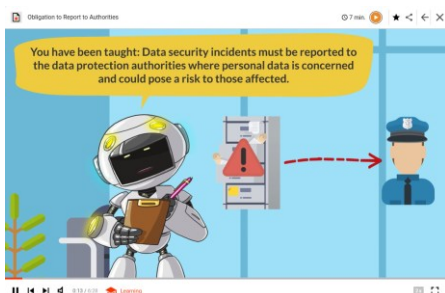 Obligation to Report to Authorities
7 min.
You have been taught: Data security incidents must be reported to
the data protection authorities where personal data is concerned
and could pose a risk to those affected.
Learning